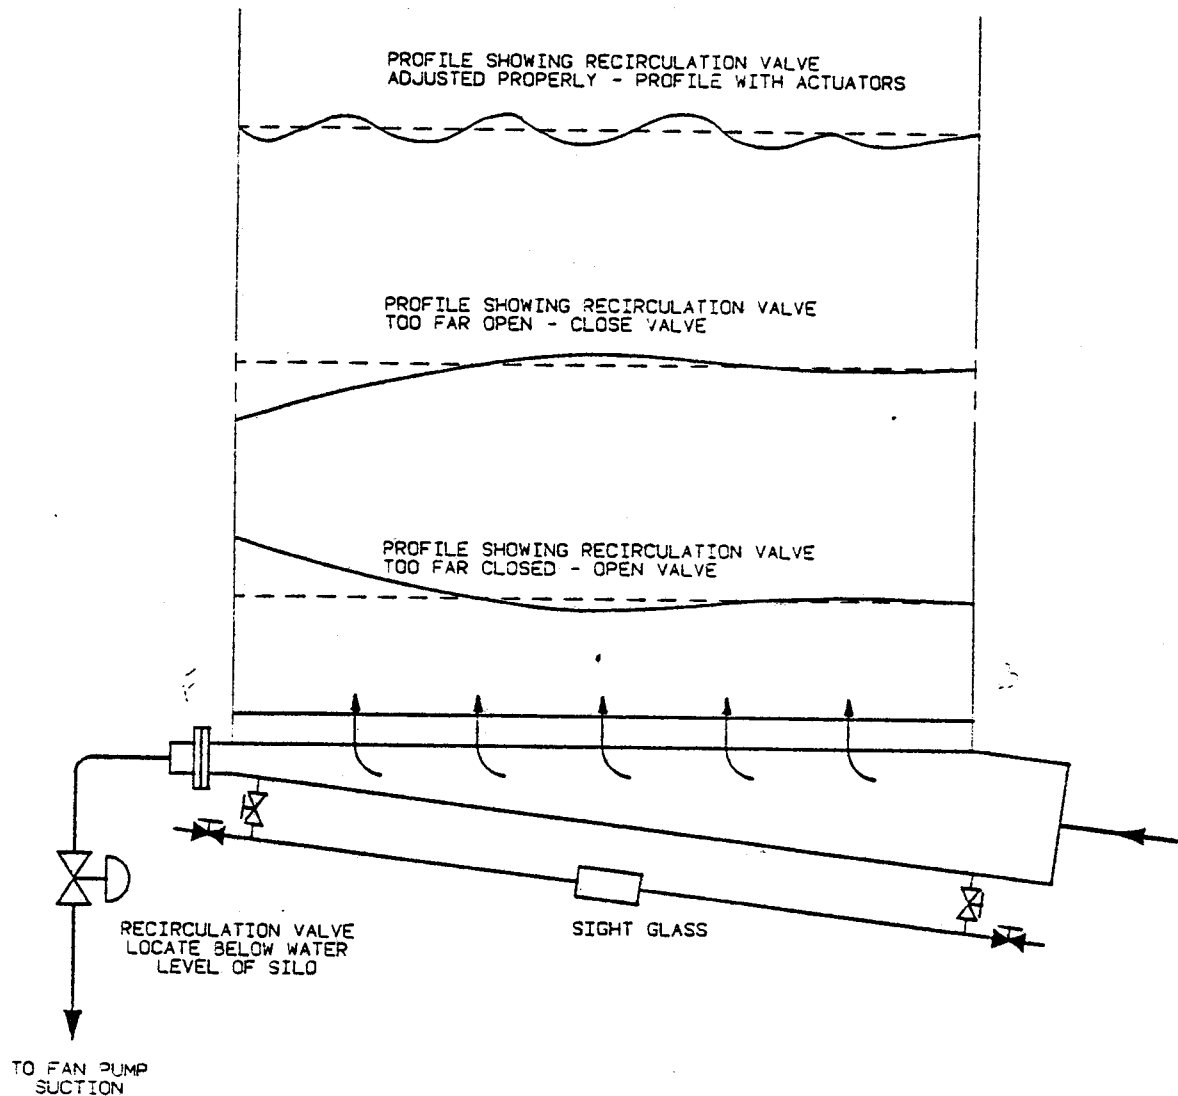 PROFILE SHOWING RECIRCULATION VALVE
ADJUSTED PROPERLY - PROFILE WITH ACTUATORS
PROFILE SHOWING RECIRCULATION VALVE
TOO FAR OPEN - CLOSE VALVE
PROFILE SHOWING RECIRCULATION VALVE
TOO FAR CLOSED - OPEN VALVE
RECIRCULATION VALVE
LOCATE BELOW WATER
LEVEL OF SILO
SIGHT GLASS
TO FAN PUMP
SUCTION